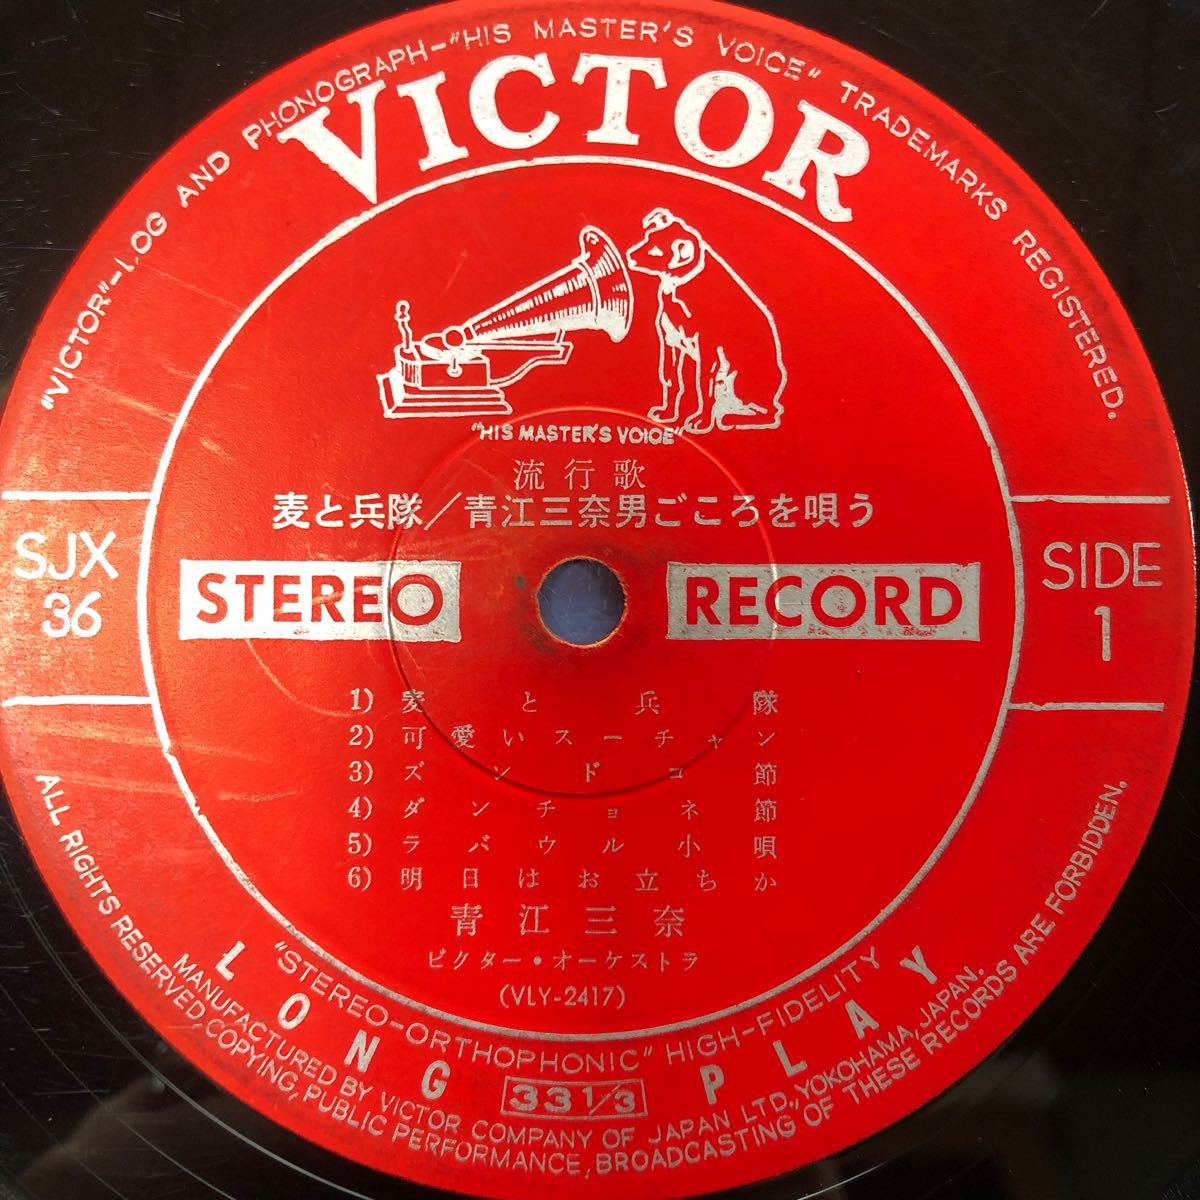 "VICTOR"-LOG AND PHONOGRAPH-"HIS MASTER'S VOICE" TRADEMARKS REGISTERED.
VICTOR
"HIS MASTER'S VOICE"
流行歌
麦と兵隊/青江三奈男ごころを唄う
SJX
36
STEREO RECORD
SIDE
1
1) 麦と兵隊
2) 可愛いスーチャン
3) ズンドコ節
4) ダンチョネ節
5) ラバウル小唄
6) 明日はお立ちか
青江三奈
ビクター・オーケストラ
(VLY-2417)
"STEREO-ORTHOPHONIC" HIGH-FIDELITY
LONG 33 1/3 PLAY
MANUFACTURED BY VICTOR COMPANY OF JAPAN LTD., YOKOHAMA, JAPAN.
ALL RIGHTS RESERVED, COPYING, PUBLIC PERFORMANCE, BROADCASTING OF THESE RECORDS ARE FORBIDDEN.